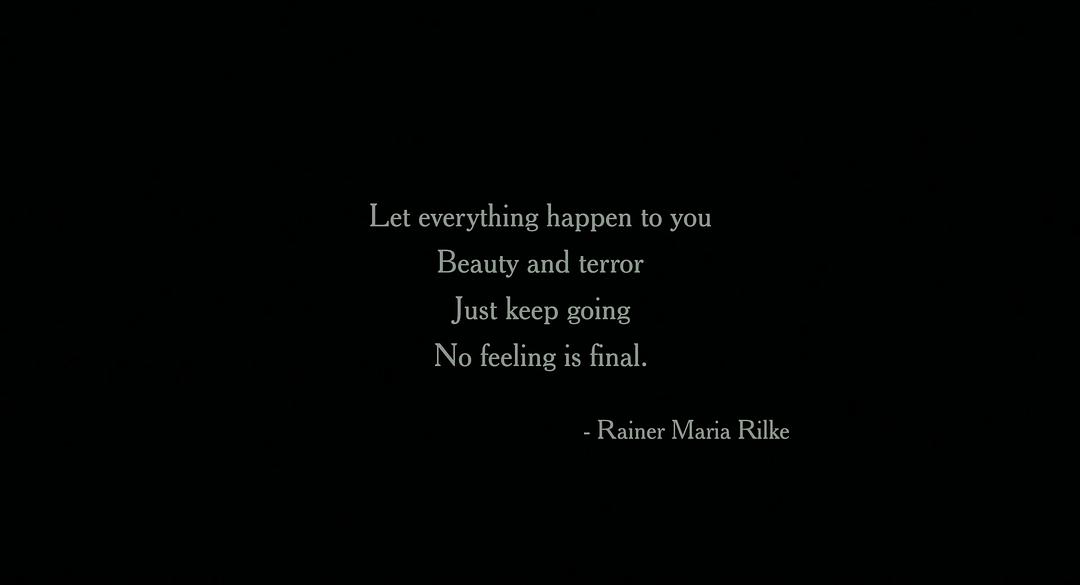 Let everything happen to you
Beauty and terror
Just keep going
No feeling is final.
- Rainer Maria Rilke